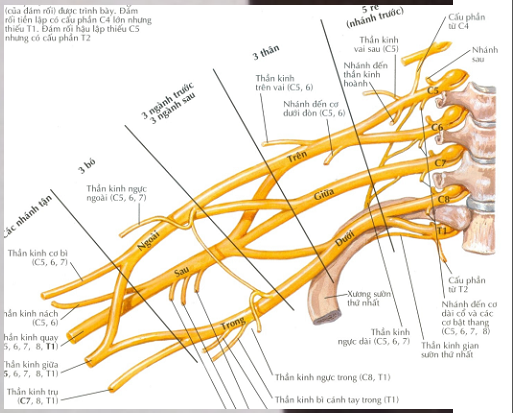 (của đám rối) được trình bày. Đám
rối tiền lập có cấu phần C4 lớn nhưng
thiếu T1. Đám rối hậu lập thiếu C5
nhưng có cấu phần T2
5 rễ
(nhánh trước)
Cấu phần
từ C4
Thần kinh
vai sau (C5)
Nhánh
sau
3 thân
Nhánh đến
thần kinh
hoành
Thần kinh
trên vai (C5, 6)
3 ngành trước
3 ngành sau
Nhánh đến cơ
dưới đòn (C5, 6)
C5
C6
C7
C8
T1
Trên
Giữa
Dưới
3 bó
Thần kinh ngực
ngoài (C5, 6, 7)
Các nhánh tận
Ngoài
Sau
Trong
Thần kinh cơ bì
(C5, 6, 7)
hần kinh nách
(C5, 6)
hần kinh quay
5, 6, 7, 8, T1)
hần kinh giữa
5, 6, 7, 8, T1)
Thần kinh trụ
(C7, 8, T1)
Xương sườn
thứ nhất
Thần kinh
ngực dài (C5, 6, 7)
Cấu phần
từ T2
Nhánh đến cơ
dài cổ và các
cơ bật thang
(C5, 6, 7, 8)
Thần kinh gian
sườn thứ nhất
Thần kinh ngực trong (C8, T1)
Thần kinh bì cánh tay trong (T1)